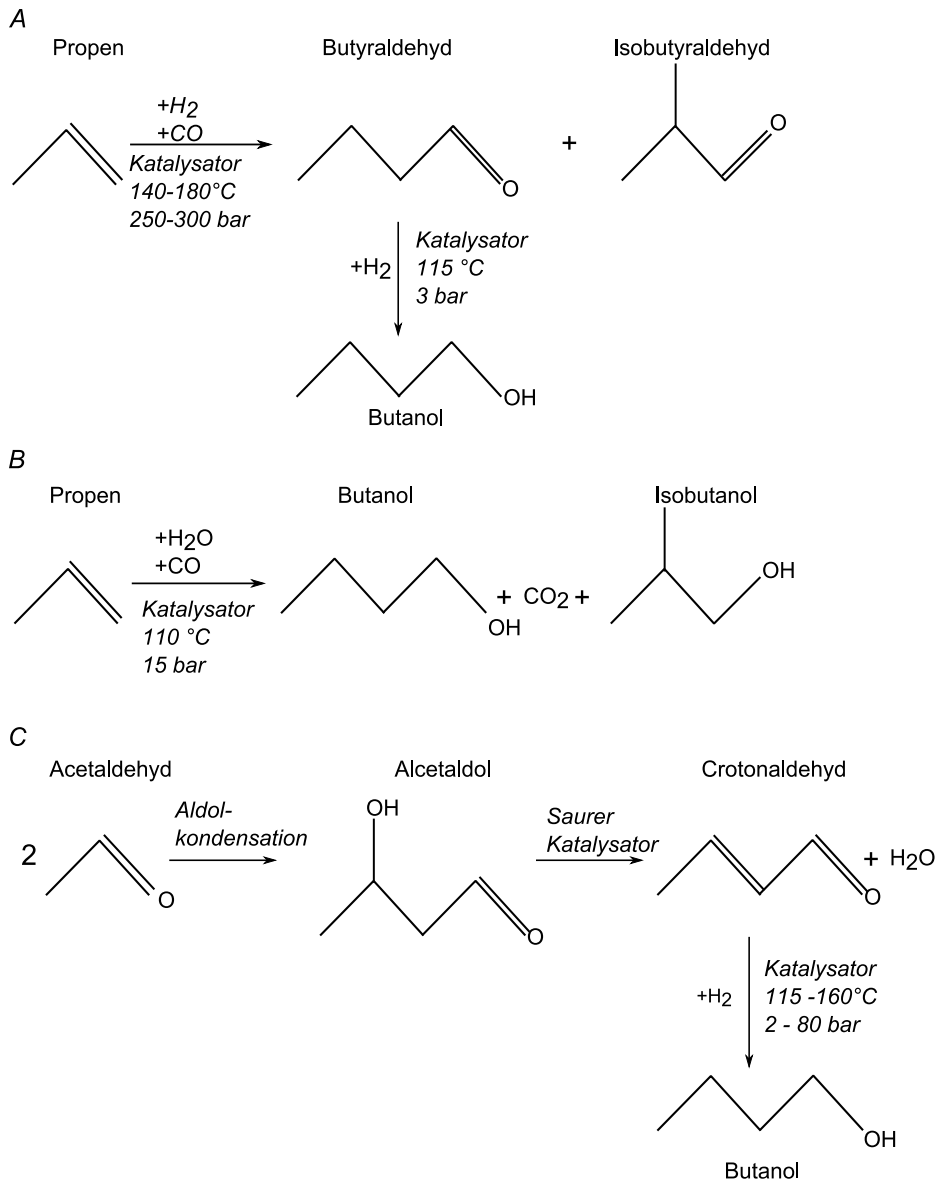 A
Propen
Butyraldehyd
Isobutyraldehyd
+H2
+CO
Katalysator
140-180°C
250-300 bar
O
+
O
+H2
Katalysator
115 °C
3 bar
OH
Butanol
B
Propen
Butanol
Isobutanol
+H2O
+CO
Katalysator
110 °C
15 bar
OH
+ CO2 +
OH
C
Acetaldehyd
Alcetaldol
Crotonaldehyd
2
O
Aldol-
kondensation
OH
O
Saurer
Katalysator
O
+ H2O
+H2
Katalysator
115 -160°C
2 - 80 bar
OH
Butanol